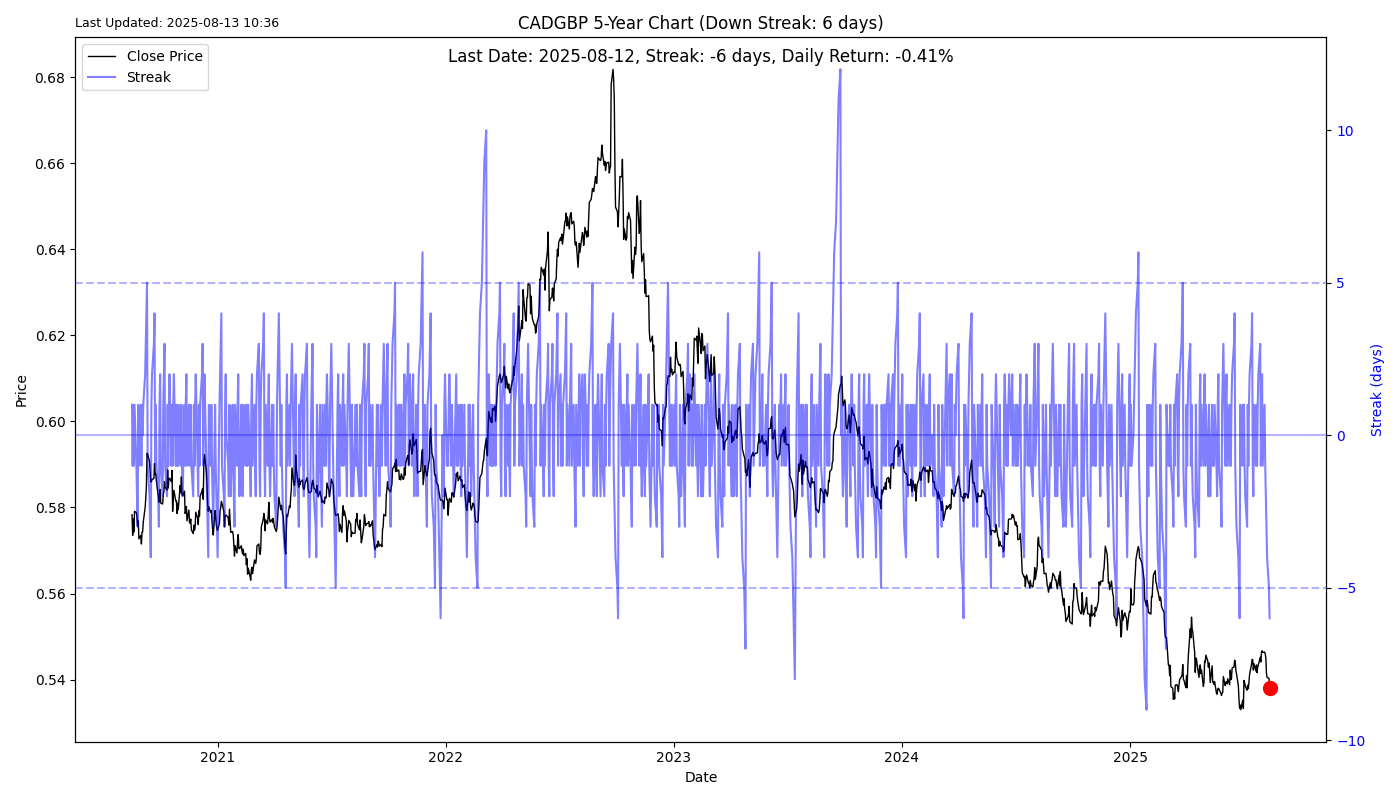 Last Updated: 2025-08-13 10:36
CADGBP 5-Year Chart (Down Streak: 6 days)
Last Date: 2025-08-12, Streak: -6 days, Daily Return: -0.41%
Close Price
Streak
0.68
0.66
0.64
0.62
0.60
0.58
0.56
0.54
Price
10
5
0
−5
−10
Streak (days)
2021
2022
2023
2024
2025
Date